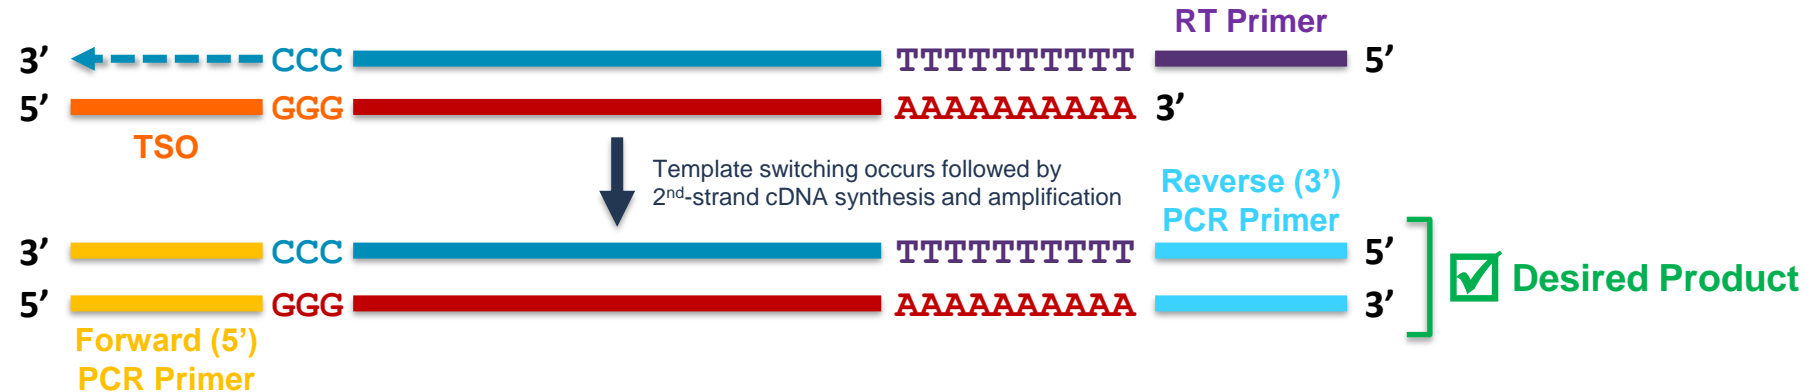 RT Primer
3’ CCC TTTTTTTTTT 5’
5’ GGG AAAAAAAAAA 3’
TSO
Template switching occurs followed by
2nd-strand cDNA synthesis and amplification
Reverse (3’)
PCR Primer
3’ CCC TTTTTTTTTT 5’
Desired Product
5’ GGG AAAAAAAAAA 3’
Forward (5’)
PCR Primer